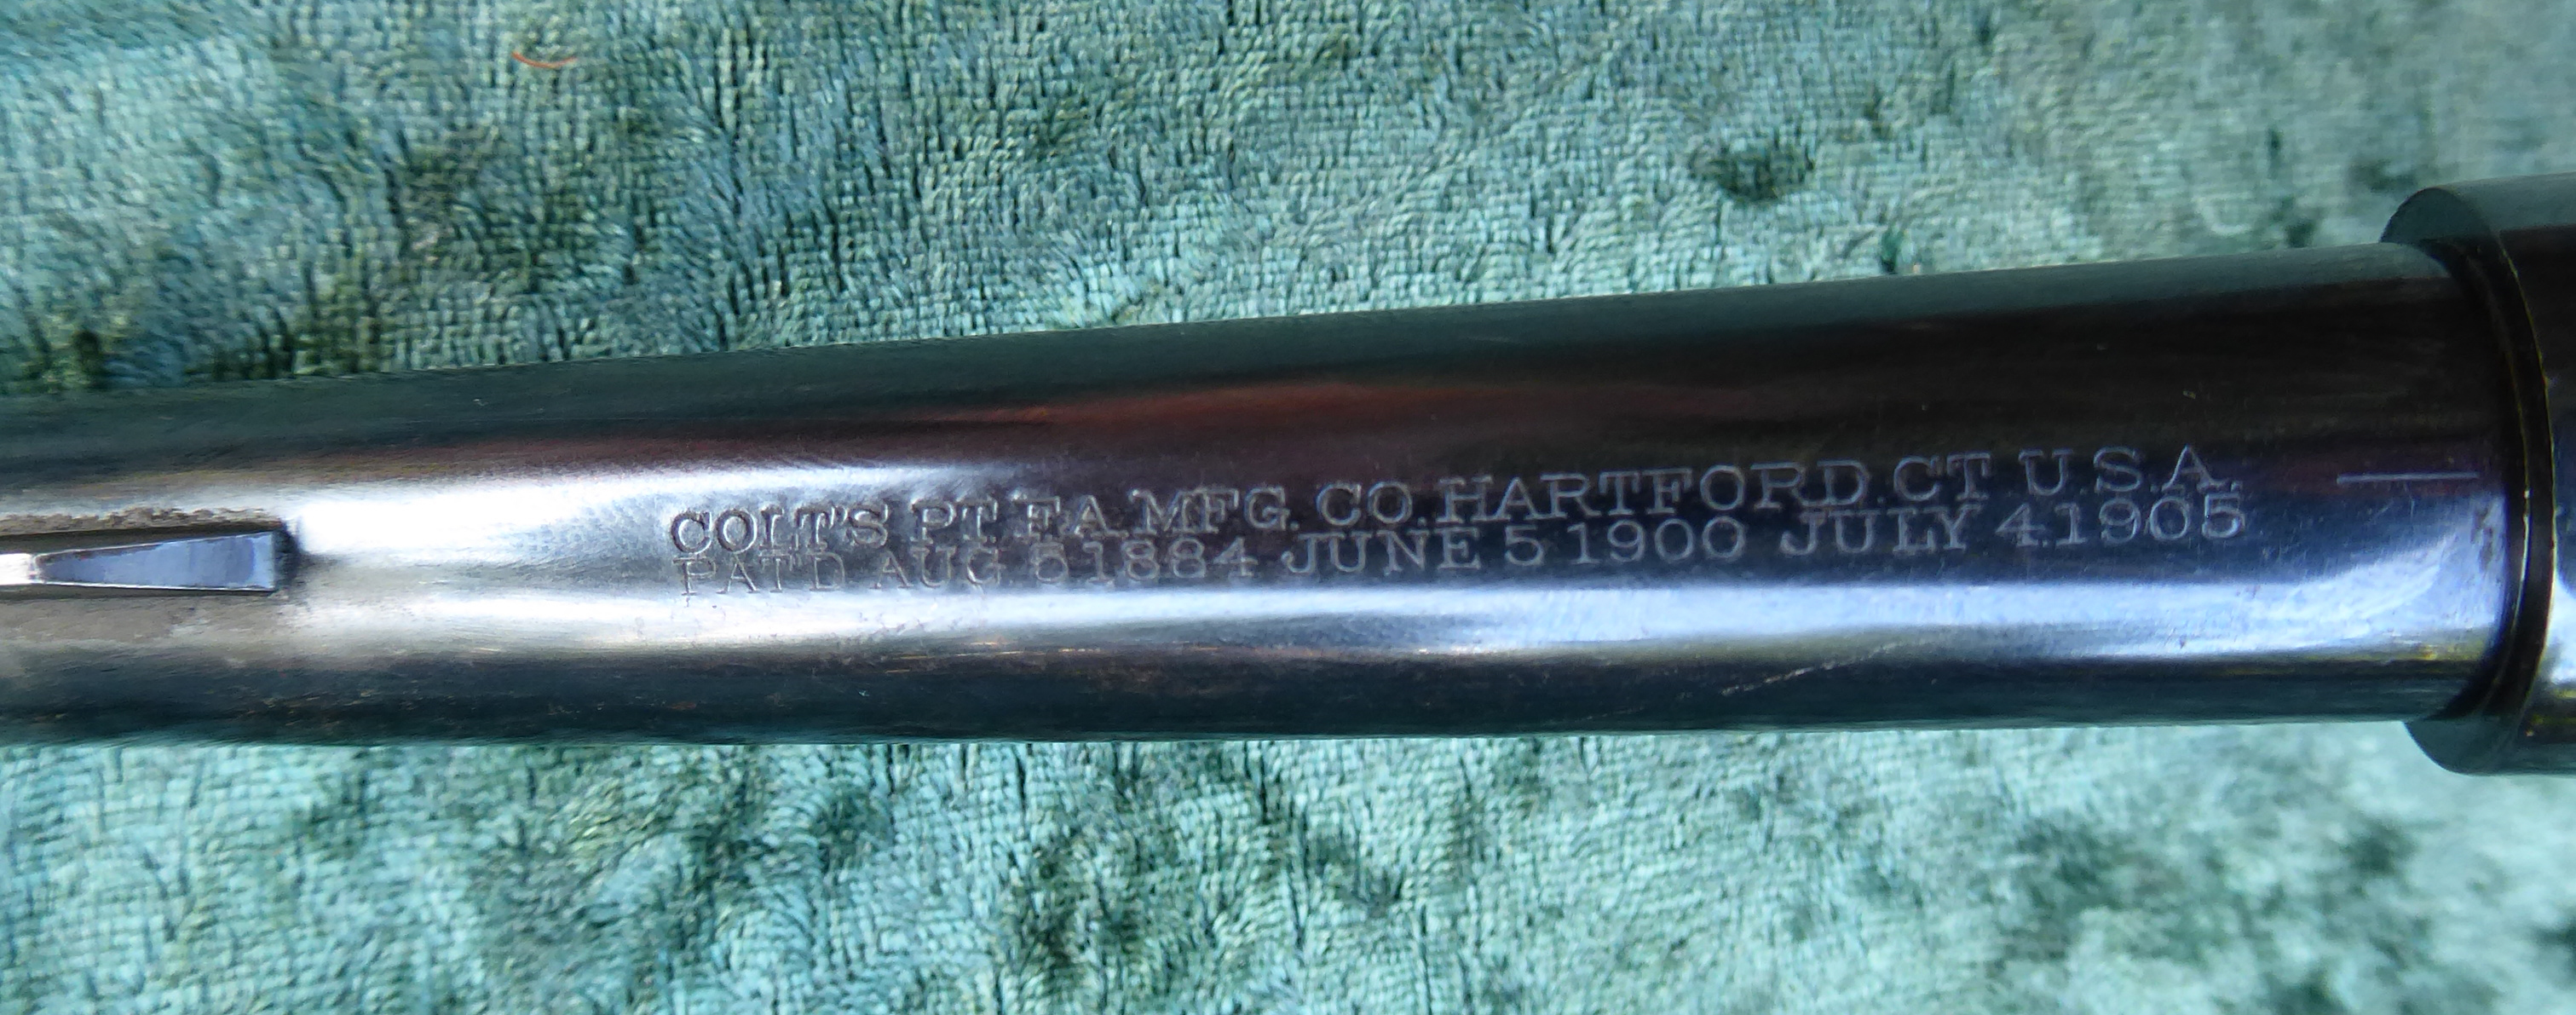 COLT'S PT. F.A. MFG. CO. HARTFORD. CT. U.S.A.
PAT'D AUG. 5 1884 JUNE 5 1900 JULY 4.1905